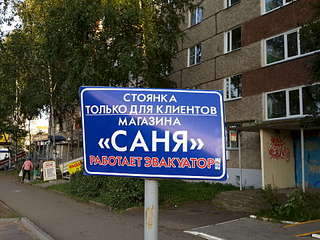 СТОЯНКА
ТОЛЬКО ДЛЯ КЛИЕНТОВ
МАГАЗИНА
«САНЯ»
РАБОТАЕТ ЭВАКУАТОР